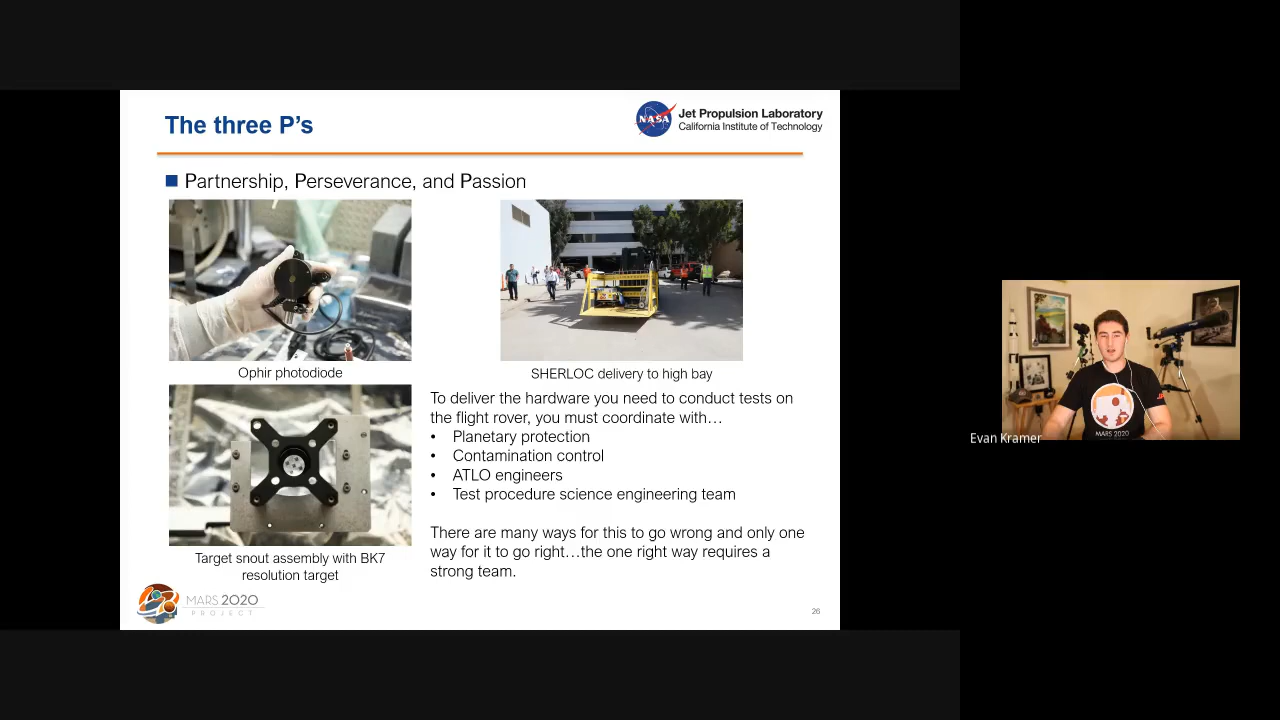 The three P's
NASA
Jet Propulsion Laboratory
California Institute of Technology
Partnership, Perseverance, and Passion
Ophir photodiode
SHERLOC delivery to high bay
To deliver the hardware you need to conduct tests on
the flight rover, you must coordinate with…
• Planetary protection
• Contamination control
• ATLO engineers
• Test procedure science engineering team
There are many ways for this to go wrong and only one
way for it to go right…the one right way requires a
strong team.
Target snout assembly with BK7
resolution target
MARS 2020
PROJECT
26
MARS 2020
Evan Kramer